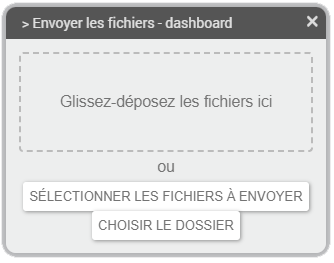 > Envoyer les fichiers - dashboard ×
Glissez-déposez les fichiers ici
ou
SÉLECTIONNER LES FICHIERS À ENVOYER
CHOISIR LE DOSSIER